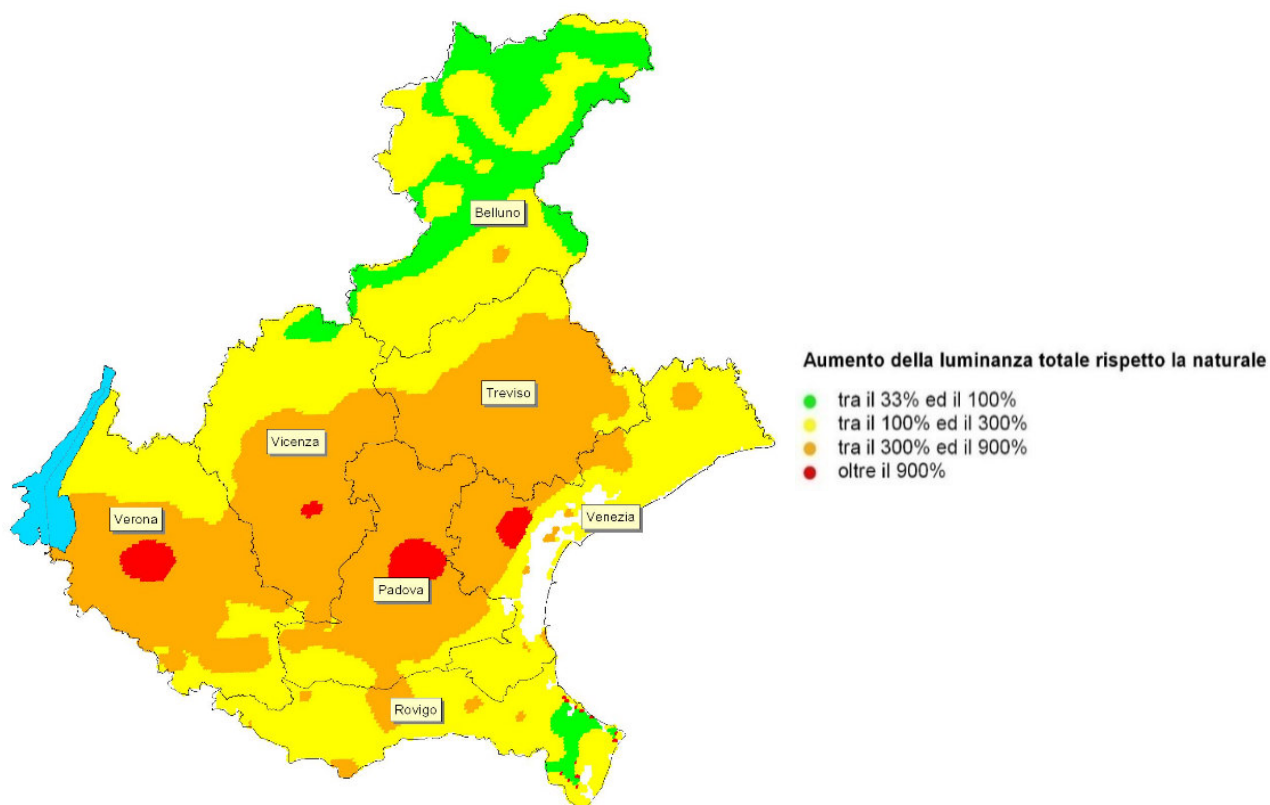 Belluno
Treviso
Vicenza
Verona
Venezia
Padova
Rovigo
Aumento della luminanza totale rispetto la naturale
tra il 33% ed il 100%
tra il 100% ed il 300%
tra il 300% ed il 900%
oltre il 900%